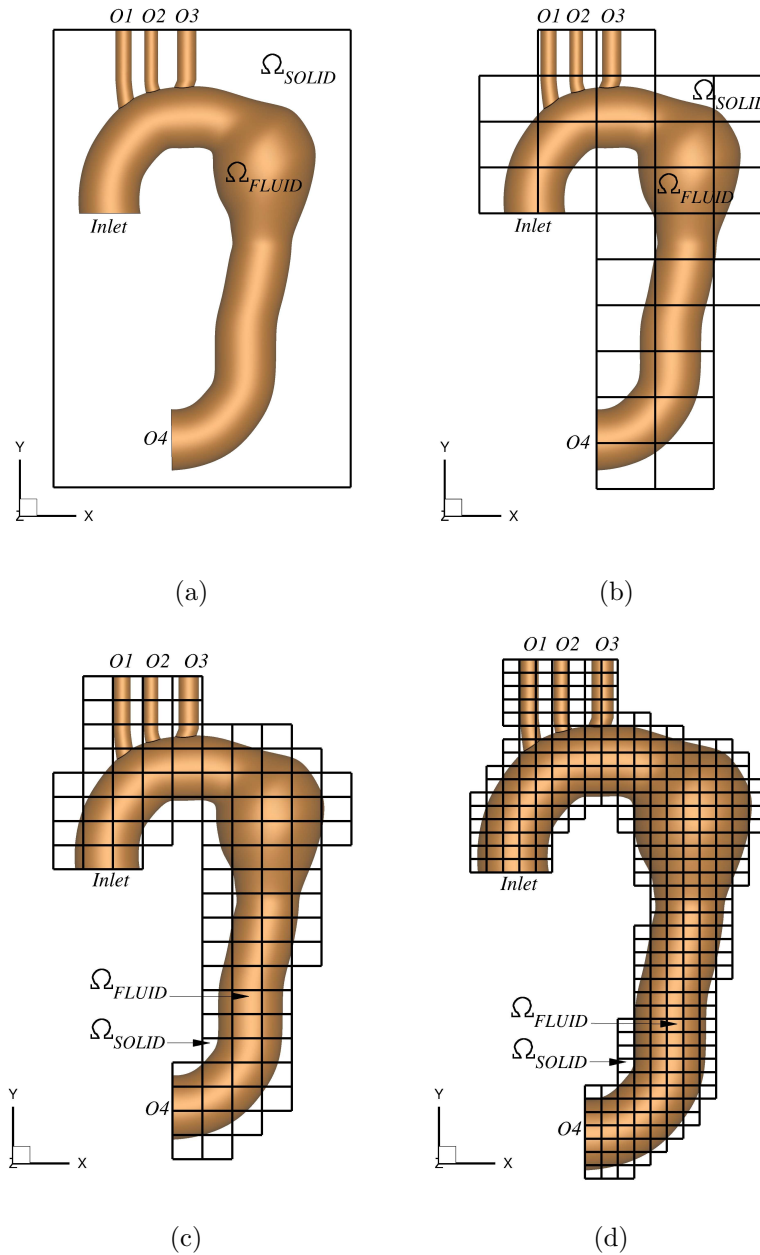 O1 O2 O3
Ω_SOLID
Ω_FLUID
Inlet
O4
Y
Z X
(a)
O1 O2 O3
Ω_SOLID
Ω_FLUID
Inlet
O4
Y
Z X
(b)
O1 O2 O3
Inlet
Ω_FLUID
Ω_SOLID
O4
Y
Z X
(c)
O1 O2 O3
Inlet
Ω_FLUID
Ω_SOLID
O4
Y
Z X
(d)